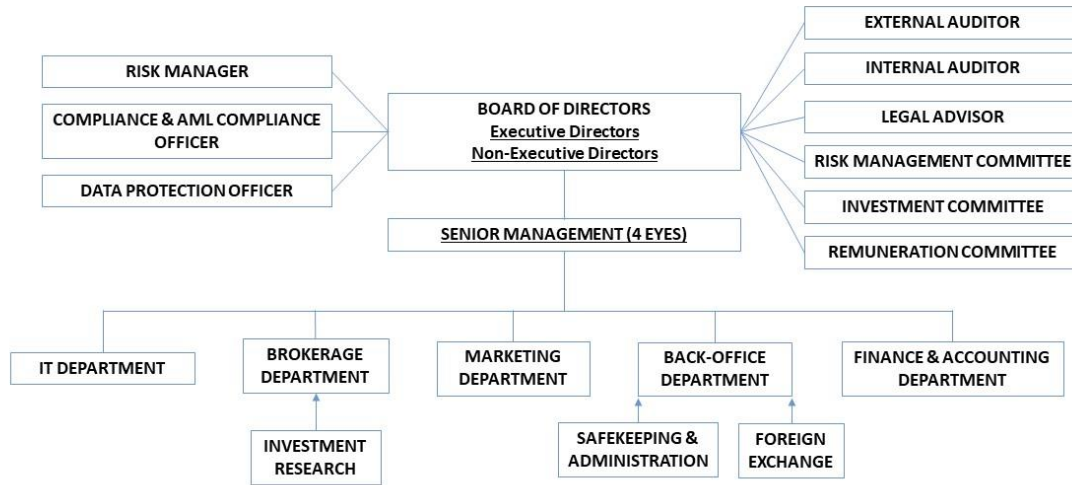 EXTERNAL AUDITOR
RISK MANAGER
INTERNAL AUDITOR
BOARD OF DIRECTORS
Executive Directors
Non-Executive Directors
COMPLIANCE & AML COMPLIANCE
OFFICER
LEGAL ADVISOR
RISK MANAGEMENT COMMITTEE
DATA PROTECTION OFFICER
INVESTMENT COMMITTEE
SENIOR MANAGEMENT (4 EYES)
REMUNERATION COMMITTEE
IT DEPARTMENT
BROKERAGE
DEPARTMENT
MARKETING
DEPARTMENT
BACK-OFFICE
DEPARTMENT
FINANCE & ACCOUNTING
DEPARTMENT
INVESTMENT
RESEARCH
SAFEKEEPING &
ADMINISTRATION
FOREIGN
EXCHANGE